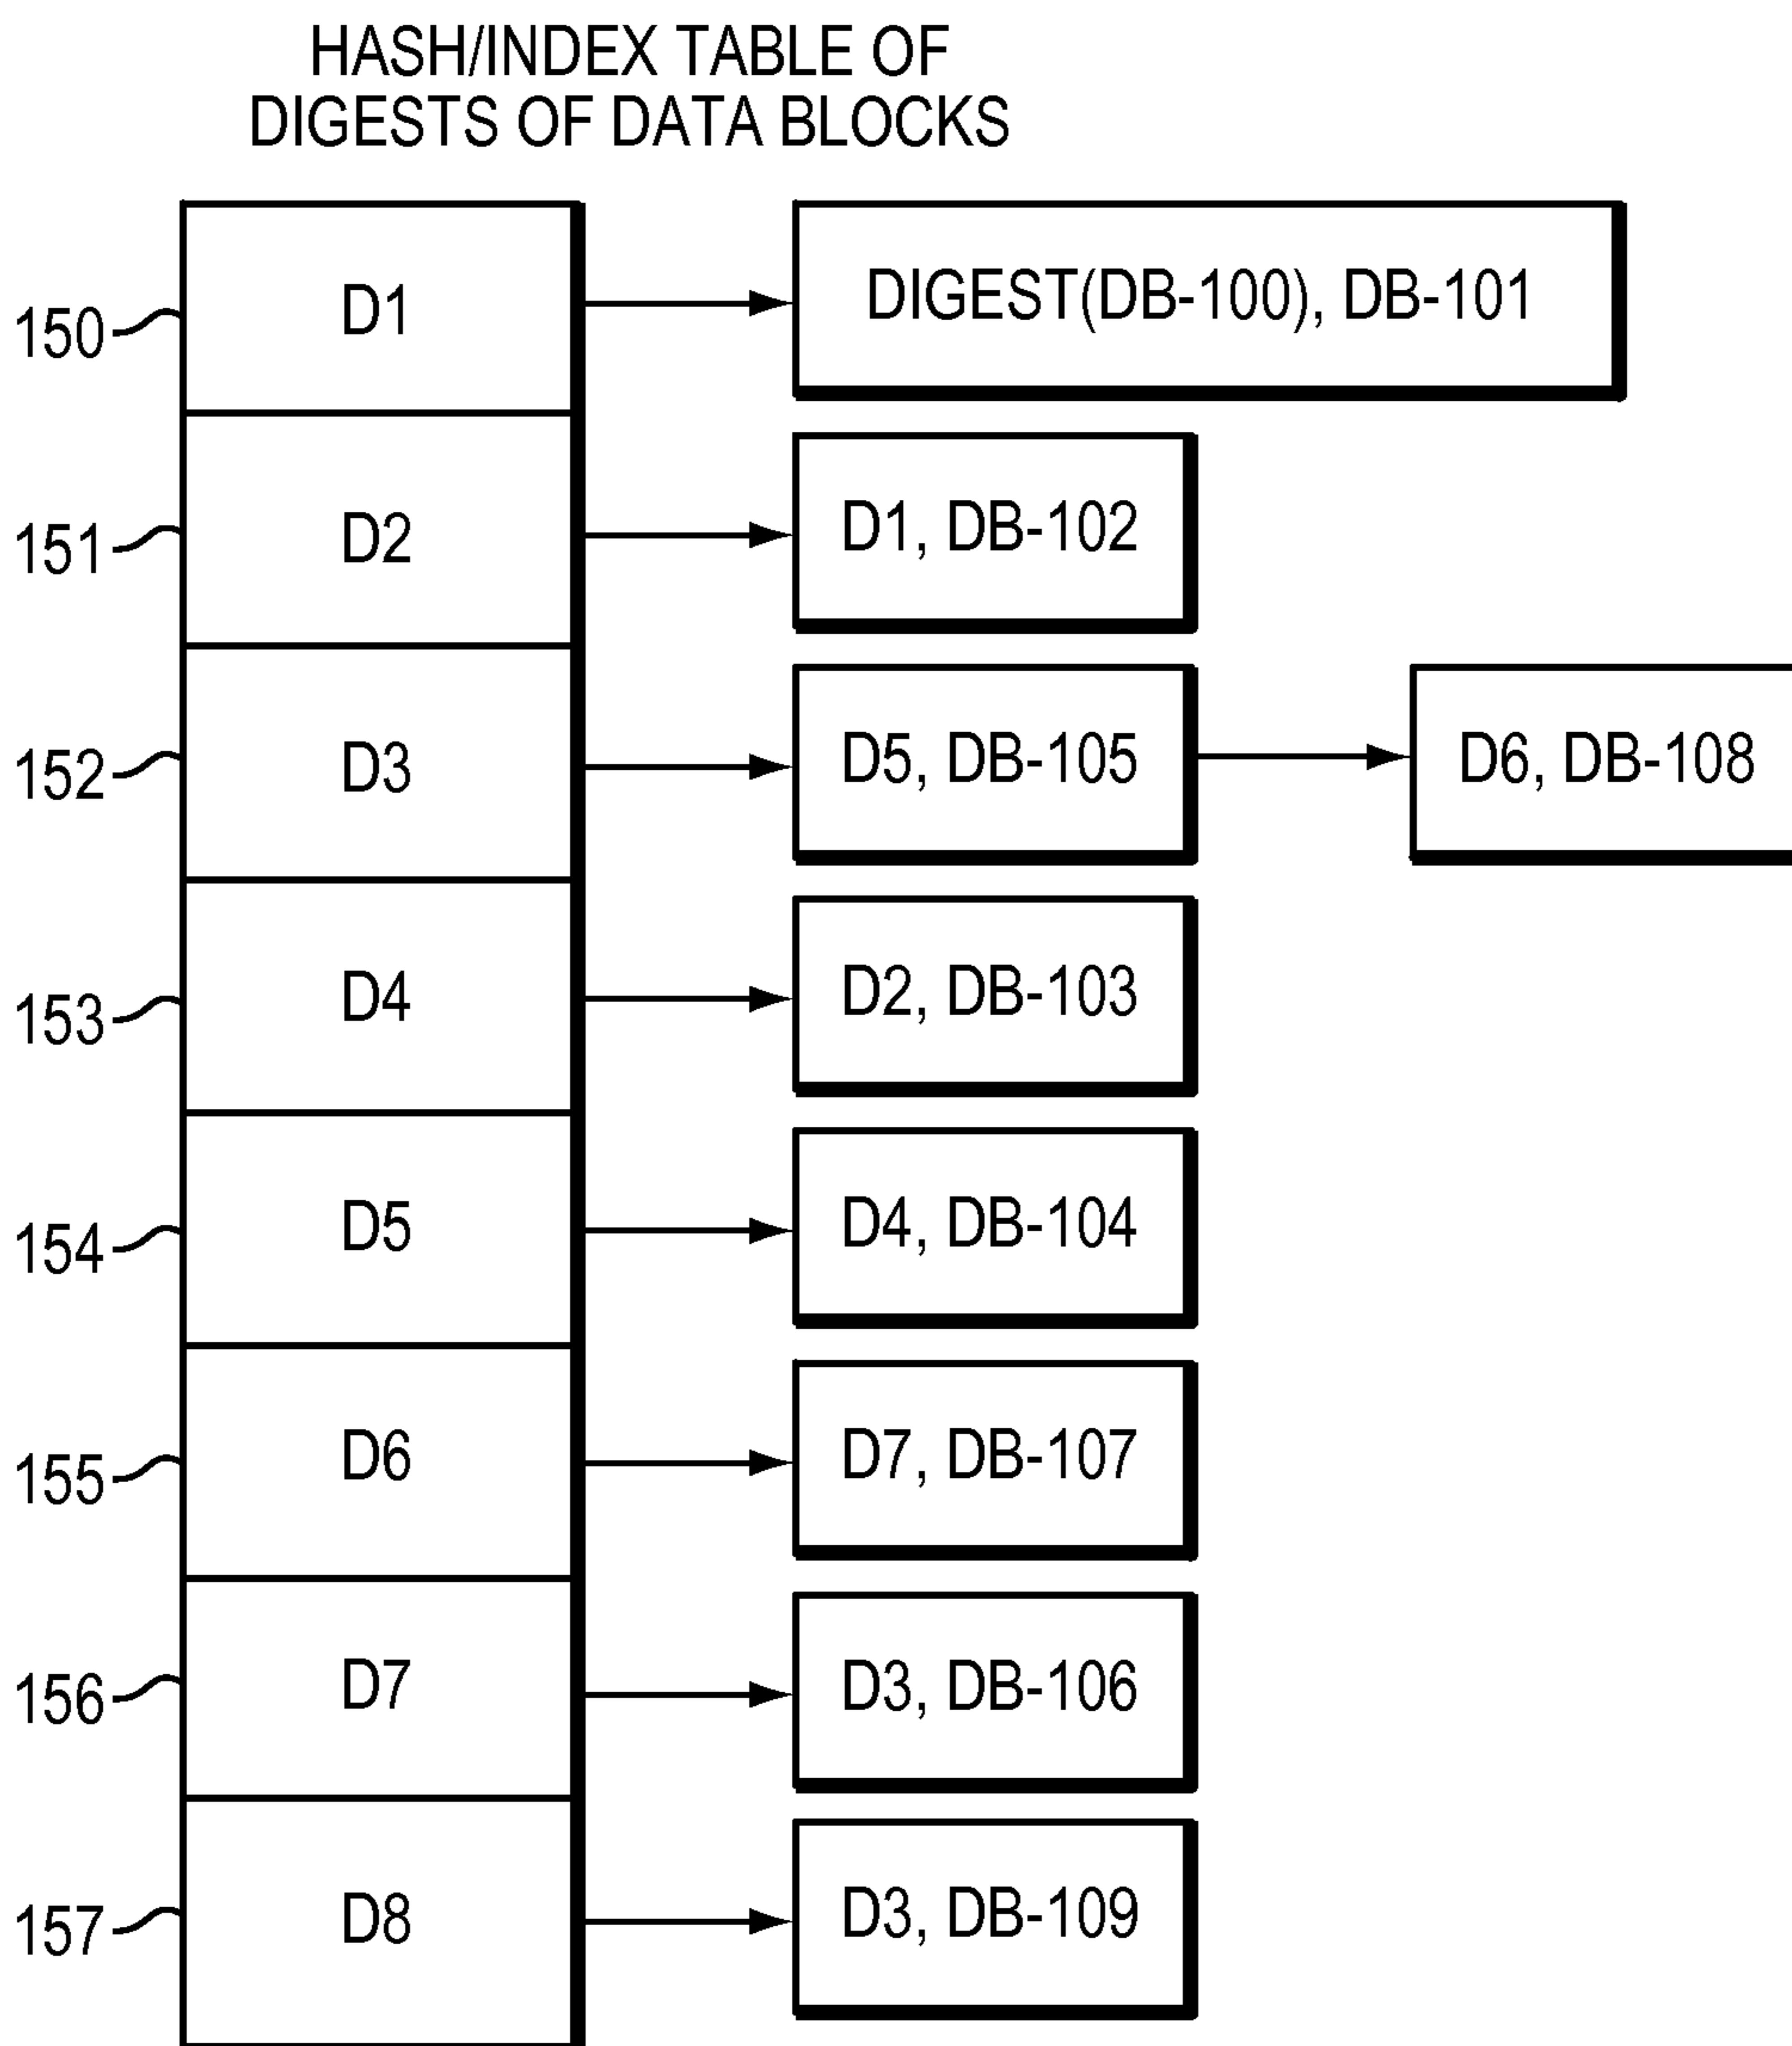 HASH/INDEX TABLE OF
DIGESTS OF DATA BLOCKS
150 D1 DIGEST(DB-100), DB-101
151 D2 D1, DB-102
152 D3 D5, DB-105 D6, DB-108
153 D4 D2, DB-103
154 D5 D4, DB-104
155 D6 D7, DB-107
156 D7 D3, DB-106
157 D8 D3, DB-109